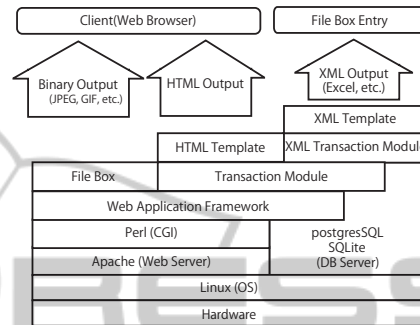 Client(Web Browser)
File Box Entry
Binary Output
(JPEG, GIF, etc.)
HTML Output
XML Output
(Excel, etc.)
XML Template
HTML Template
XML Transaction Module
File Box
Transaction Module
Web Application Framework
Perl (CGI)
postgresSQL
SQLite
(DB Server)
Apache (Web Server)
Linux (OS)
Hardware